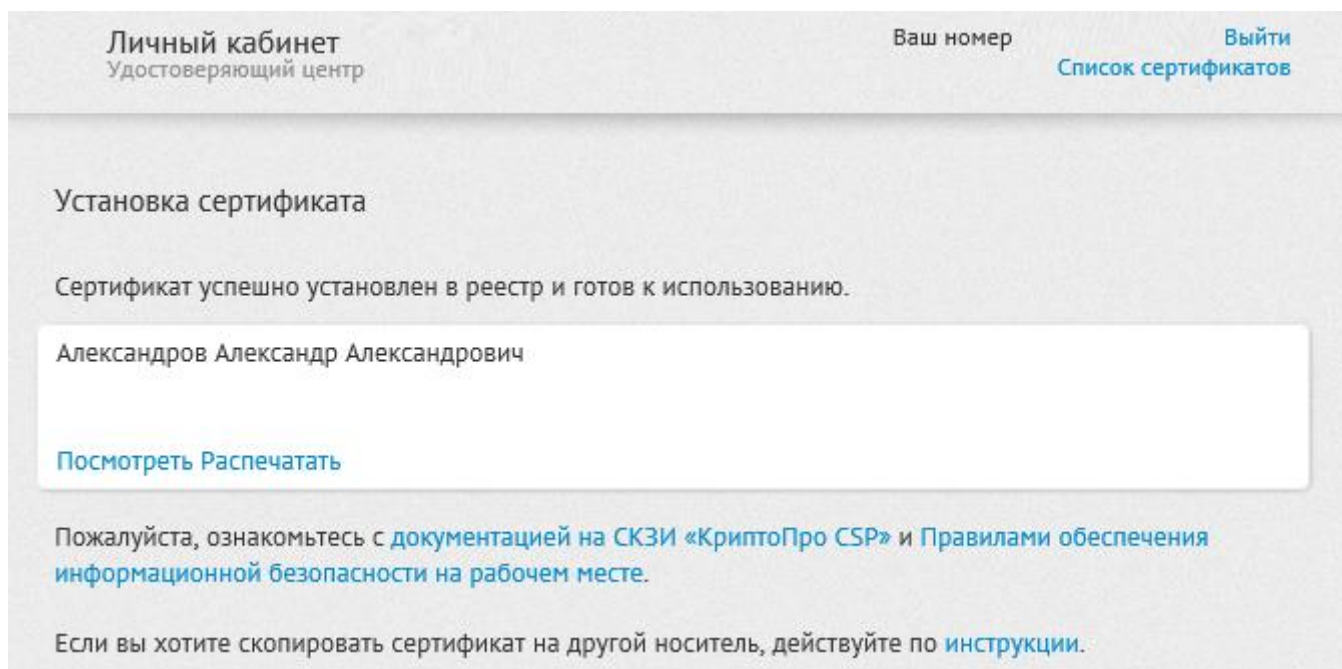 Личный кабинет
Удостоверяющий центр
Ваш номер
Выйти
Список сертификатов
Установка сертификата
Сертификат успешно установлен в реестр и готов к использованию.
Александров Александр Александрович
Посмотреть Распечатать
Пожалуйста, ознакомьтесь с документацией на СКЗИ «КриптоПро CSP» и Правилами обеспечения
информационной безопасности на рабочем месте.
Если вы хотите скопировать сертификат на другой носитель, действуйте по инструкции.